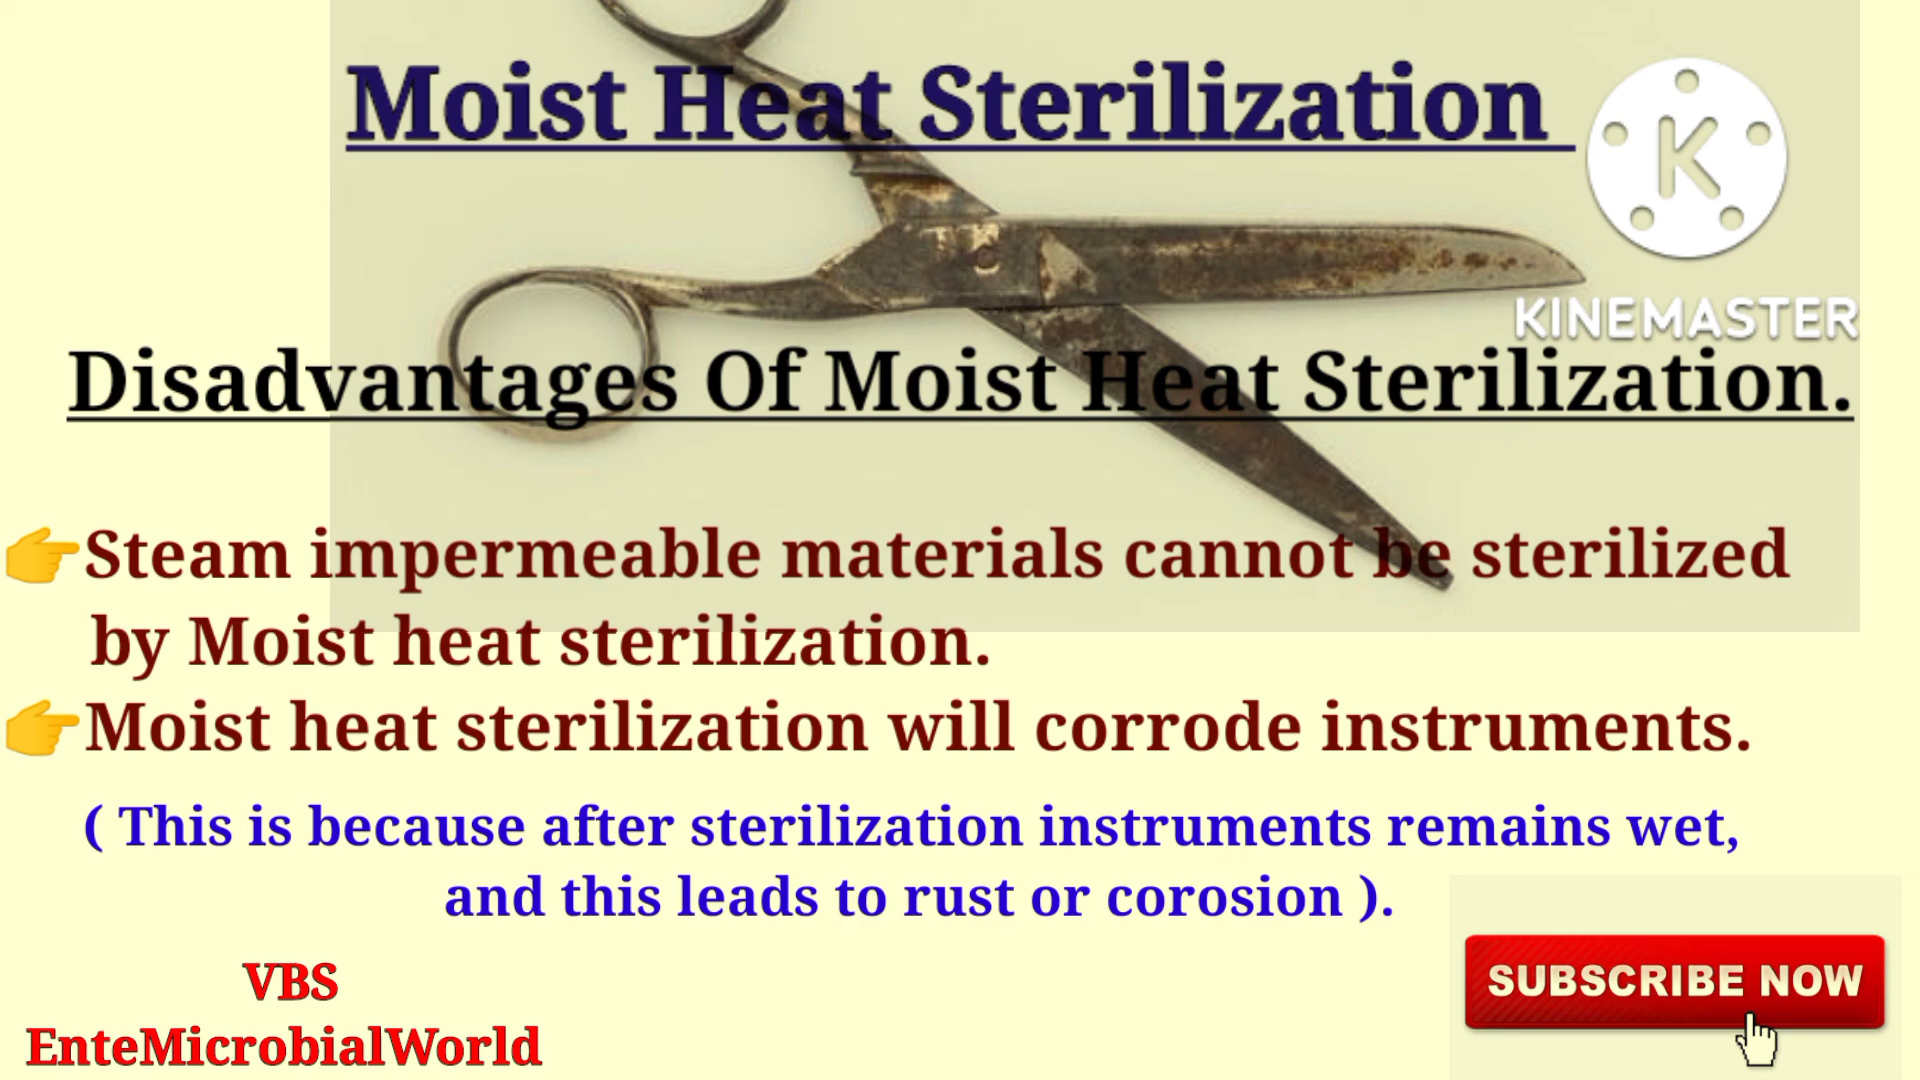 Moist Heat Sterilization
K
KINEMASTER
Disadvantages Of Moist Heat Sterilization.
👉Steam impermeable materials cannot be sterilized
by Moist heat sterilization.
👉Moist heat sterilization will corrode instruments.
( This is because after sterilization instruments remains wet,
and this leads to rust or corosion ).
VBS
EnteMicrobialWorld
SUBSCRIBE NOW